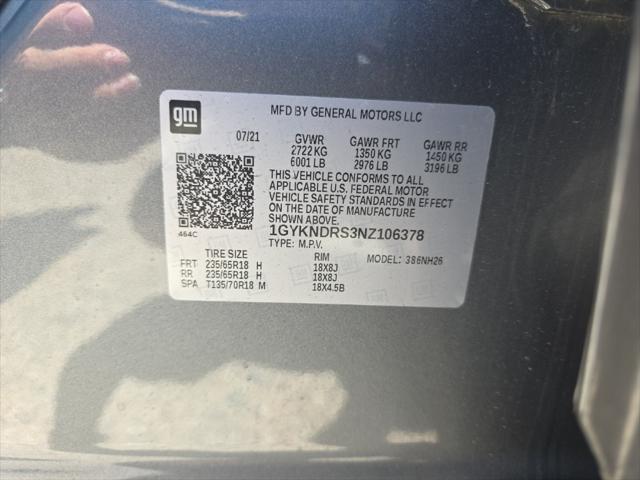 gm
MFD BY GENERAL MOTORS LLC
07/21 GVWR GAWR FRT GAWR RR
2722 KG 1350 KG 1450 KG
6001 LB 2976 LB 3196 LB
THIS VEHICLE CONFORMS TO ALL
APPLICABLE U.S. FEDERAL MOTOR
VEHICLE SAFETY STANDARDS IN EFFECT
ON THE DATE OF MANUFACTURE
SHOWN ABOVE.
464C
1GYKNDRS3NZ106378
TYPE: M.P.V.
TIRE SIZE RIM MODEL: 386NH26
FRT 235/65R18 H 18X8J
RR 235/65R18 H 18X8J
SPA T135/70R18 M 18X4.5B